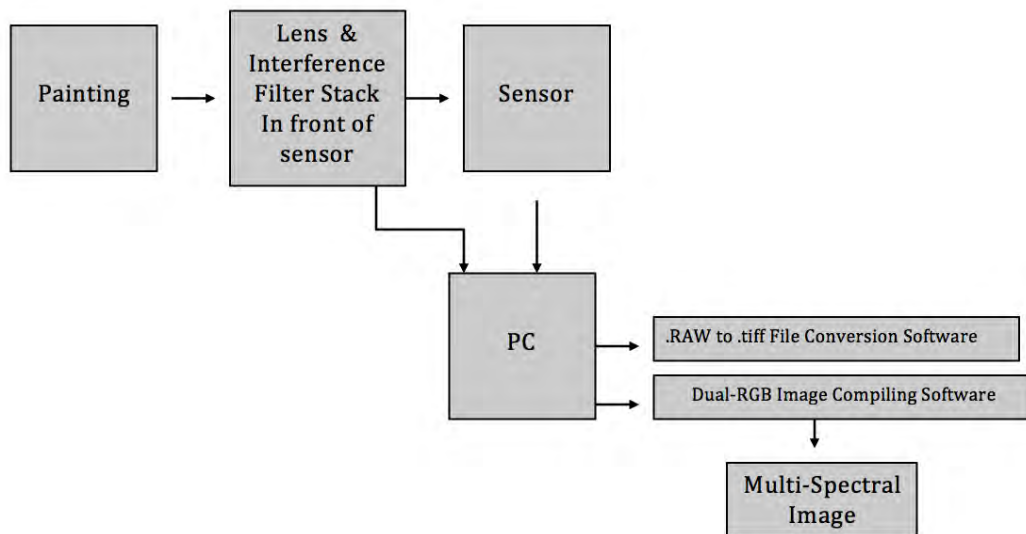 Painting
Lens &
Interference
Filter Stack
In front of
sensor
Sensor
PC
.RAW to .tiff File Conversion Software
Dual-RGB Image Compiling Software
Multi-Spectral
Image